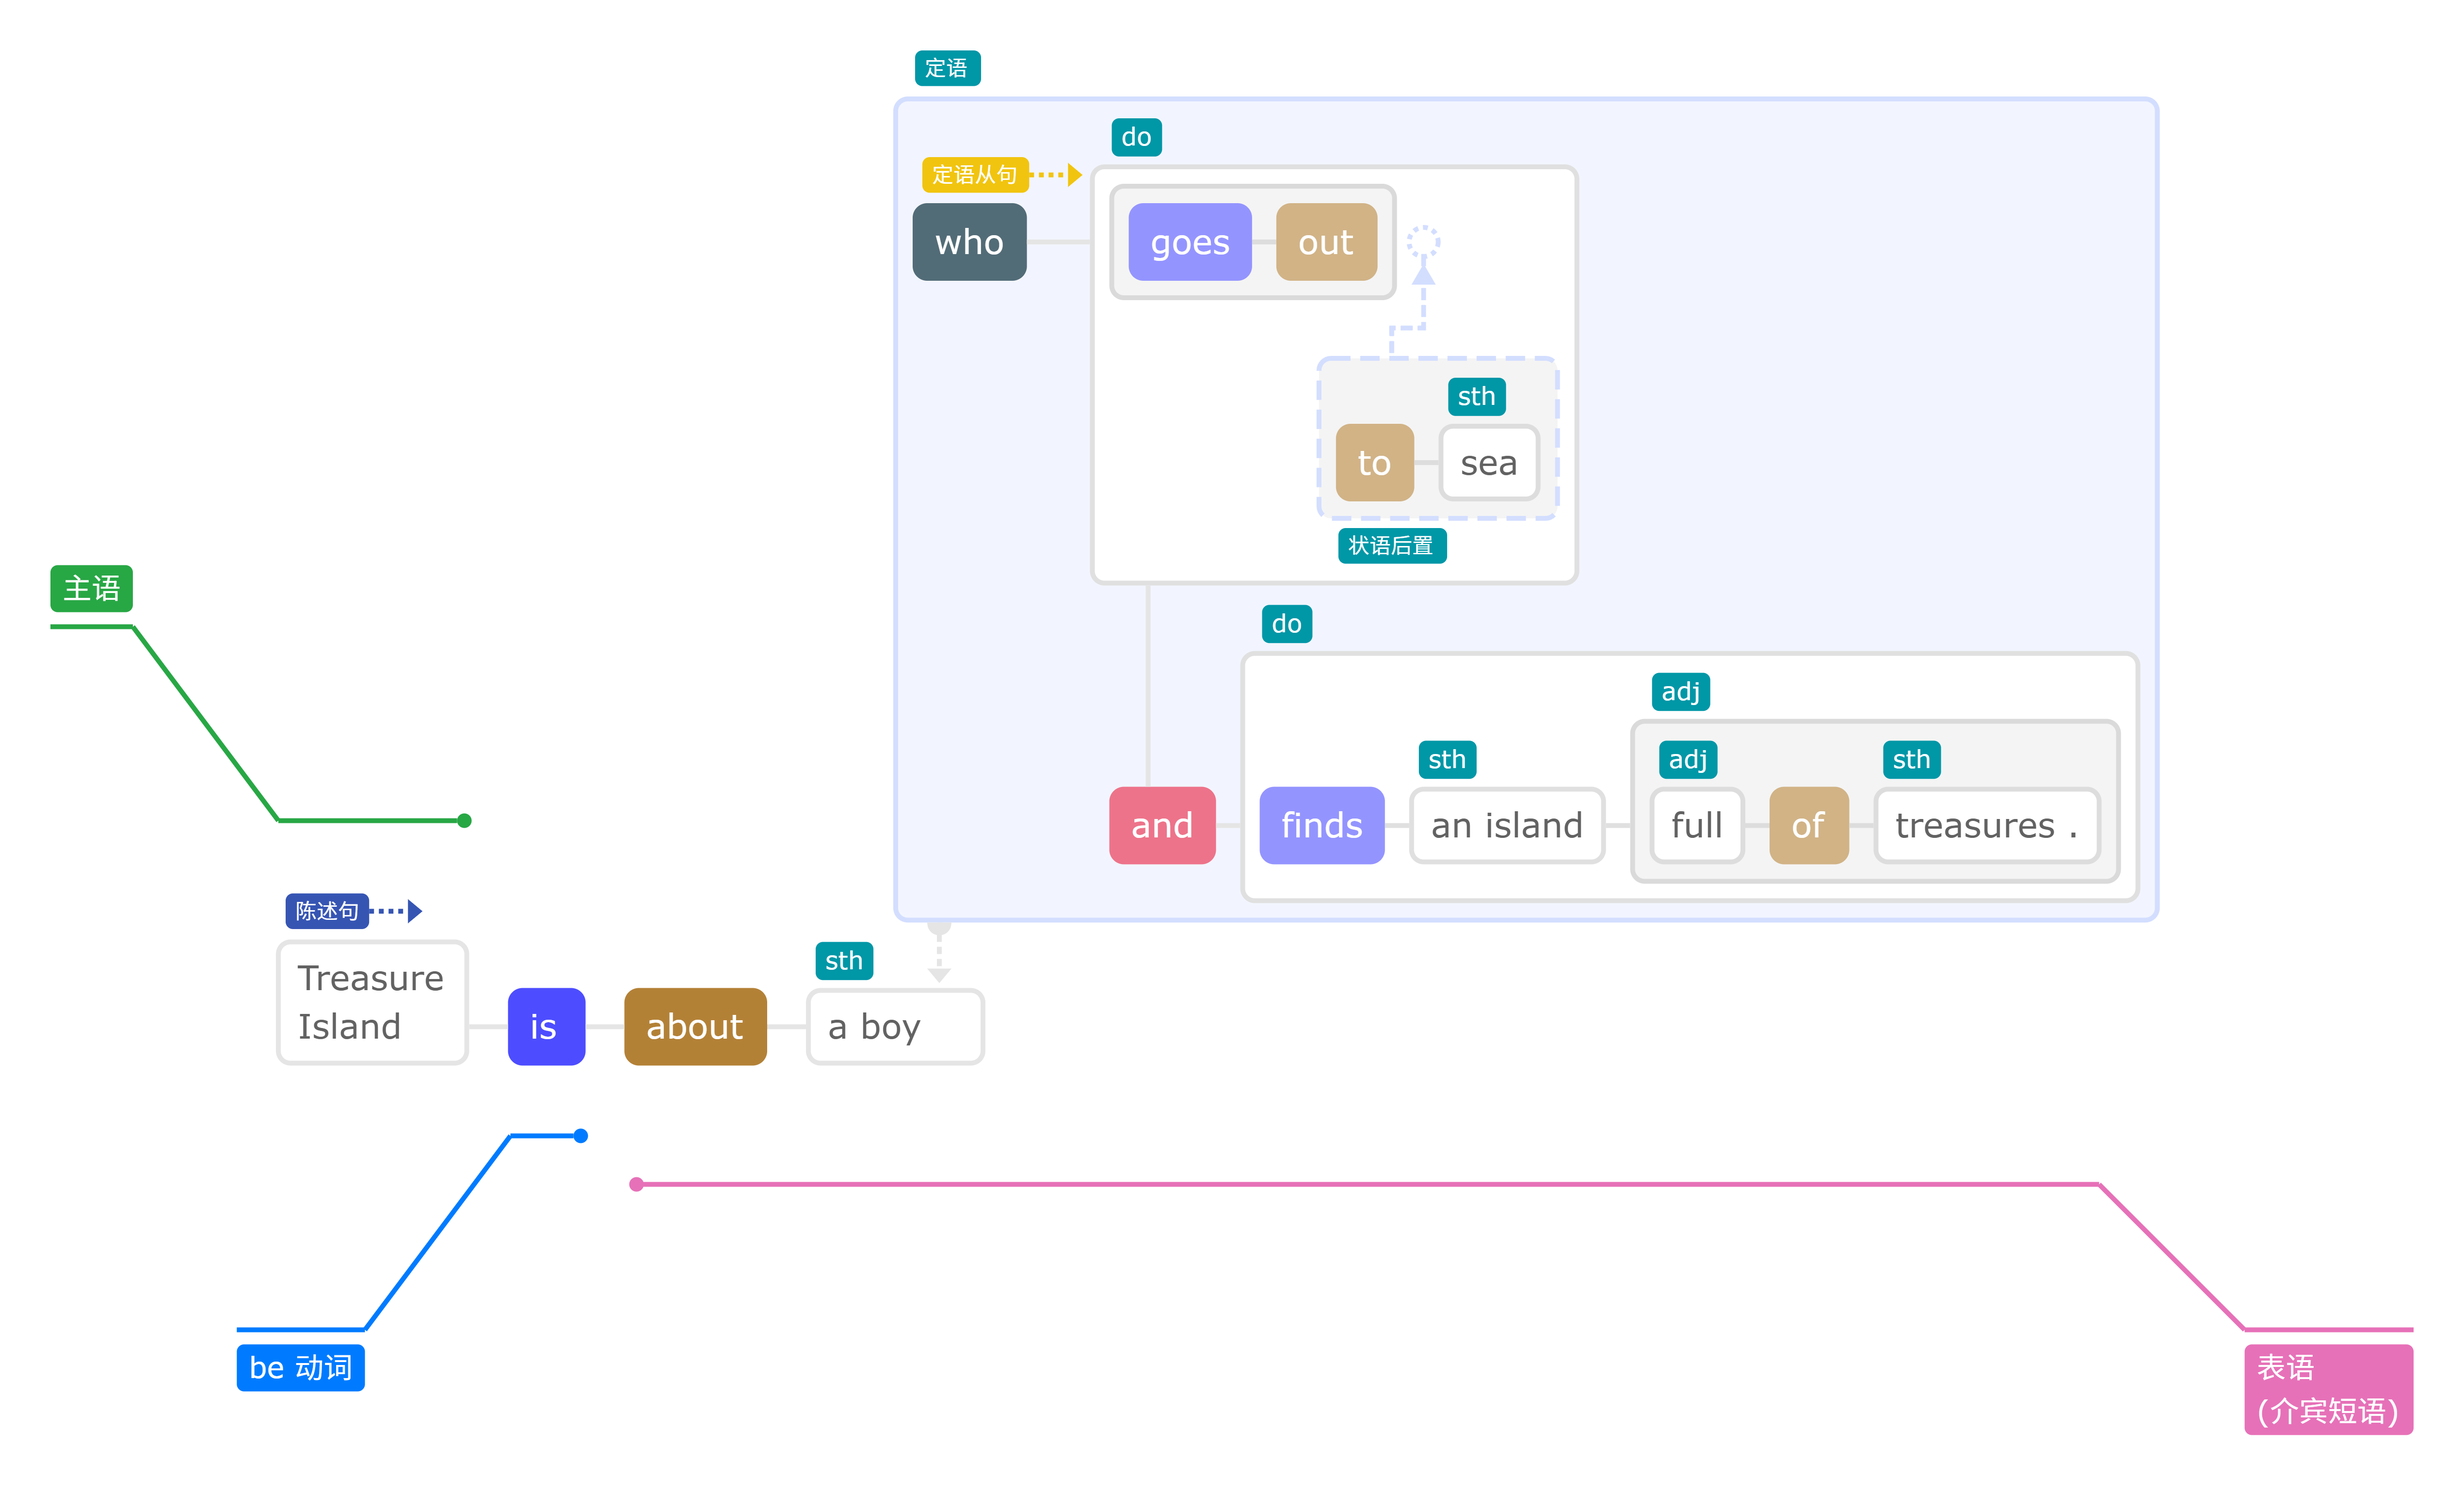 定语
do
定语从句
who
goes out
sth
to sea
状语后置
主语
do
adj
sth
adj
sth
and
finds
an island
full
of
treasures .
陈述句
sth
Treasure
Island
is
about
a boy
be 动词
表语
(介宾短语)